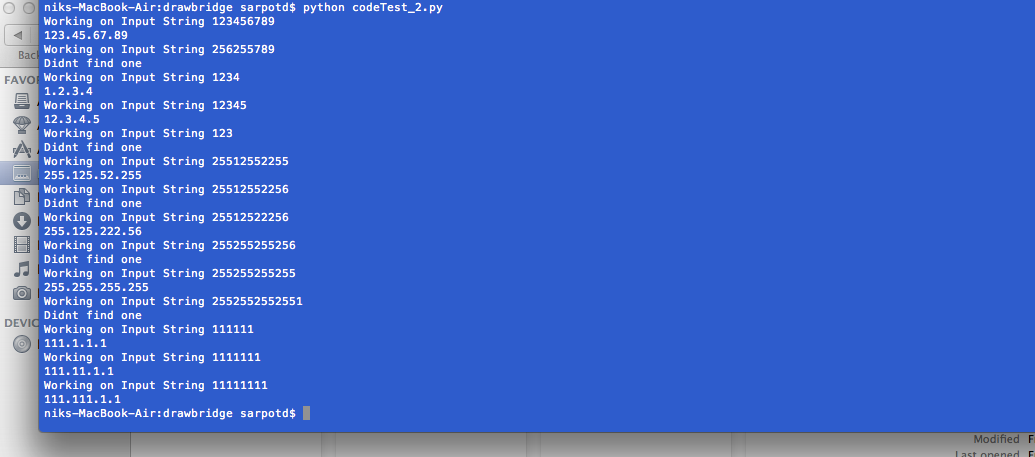 niks-MacBook-Air:drawbridge sarpotd$ python codeTest_2.py
Working on Input String 123456789
123.45.67.89
Working on Input String 256255789
Didnt find one
Working on Input String 1234
1.2.3.4
Working on Input String 12345
12.3.4.5
Working on Input String 123
Didnt find one
Working on Input String 25512552255
255.125.52.255
Working on Input String 25512552256
Didnt find one
Working on Input String 25512522256
255.125.222.56
Working on Input String 255255255256
Didnt find one
Working on Input String 255255255255
255.255.255.255
Working on Input String 2552552552551
Didnt find one
Working on Input String 111111
111.1.1.1
Working on Input String 1111111
111.11.1.1
Working on Input String 11111111
111.111.1.1
niks-MacBook-Air:drawbridge sarpotd$
Bac
FAVO
DEVIC
Modified
Last opened